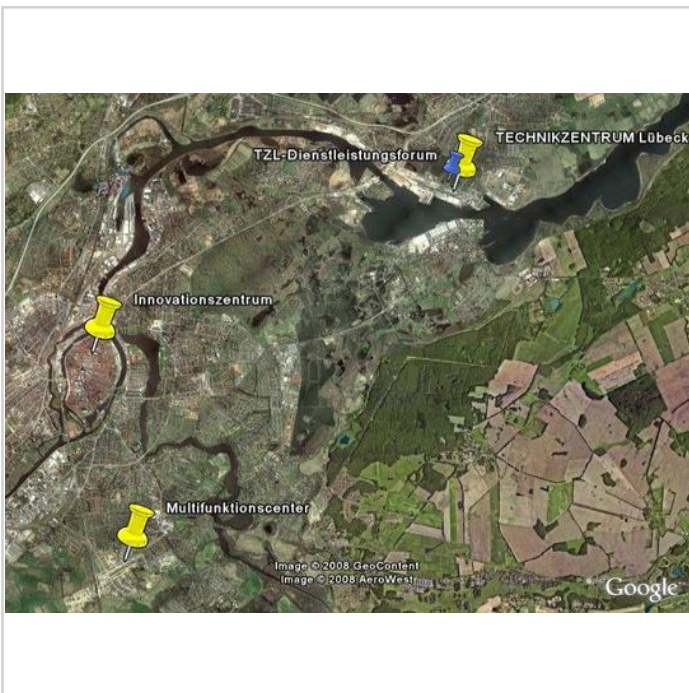 TECHNIKZENTRUM Lübeck
TZL-Dienstleistungsforum
Innovationszentrum
Multifunktionscenter
Image © 2008 GeoContent
Image © 2008 AeroWest
Google